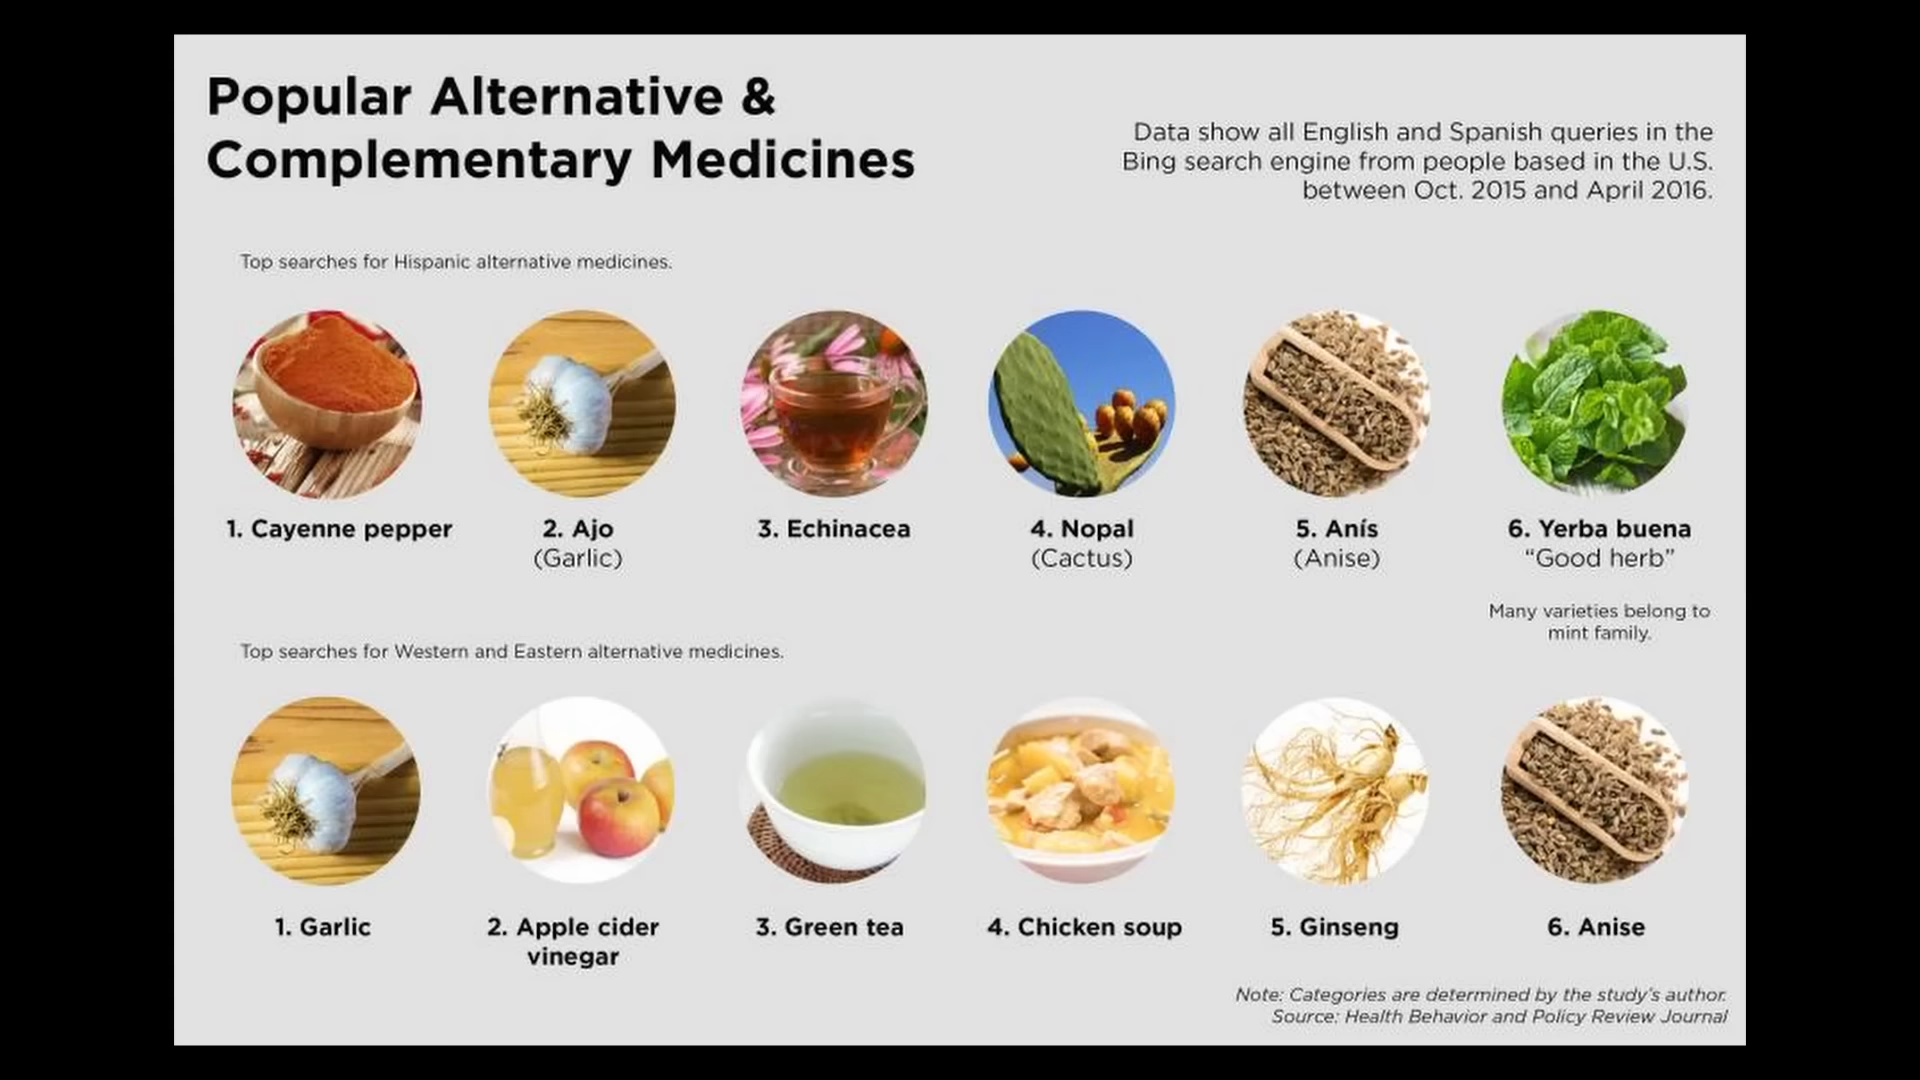 Popular Alternative &
Complementary Medicines
Data show all English and Spanish queries in the
Bing search engine from people based in the U.S.
between Oct. 2015 and April 2016.
Top searches for Hispanic alternative medicines.
1. Cayenne pepper
2. Ajo
(Garlic)
3. Echinacea
4. Nopal
(Cactus)
5. Anís
(Anise)
6. Yerba buena
“Good herb”
Many varieties belong to
mint family.
Top searches for Western and Eastern alternative medicines.
1. Garlic
2. Apple cider
vinegar
3. Green tea
4. Chicken soup
5. Ginseng
6. Anise
Note: Categories are determined by the study’s author.
Source: Health Behavior and Policy Review Journal